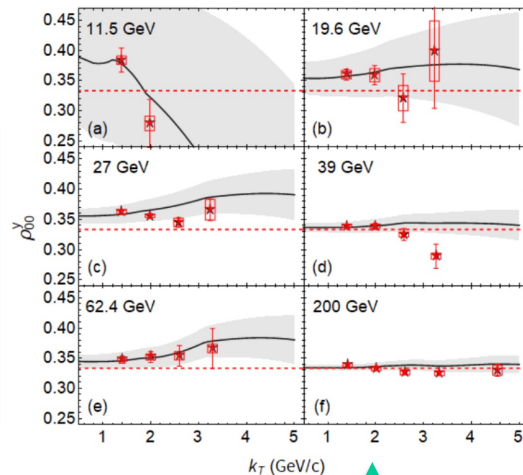 0.45
11.5 GeV
19.6 GeV
0.40
0.35
0.30
0.25
(a)
(b)
0.45
27 GeV
39 GeV
0.40
0.35
0.30
0.25
(c)
(d)
ρ00^y
0.45
62.4 GeV
200 GeV
0.40
0.35
0.30
0.25
(e)
(f)
1 2 3 4 5 1 2 3 4 5
k_T (GeV/c)